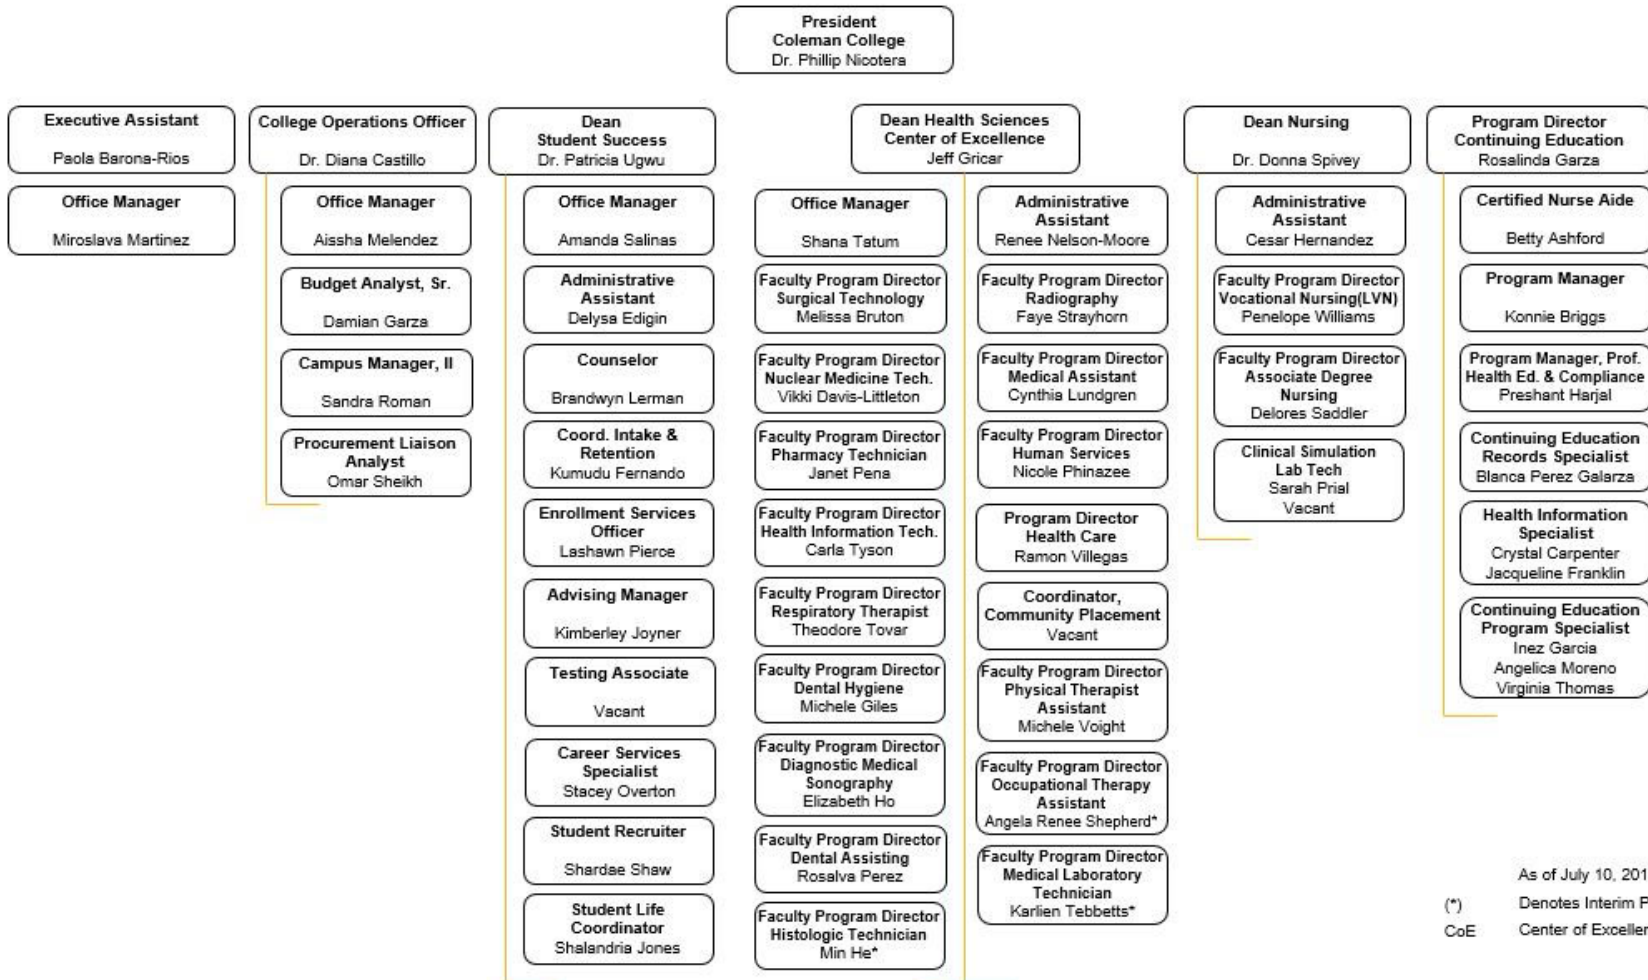 President
Coleman College
Dr. Phillip Nicotera
Executive Assistant
Paola Barona-Rios
Office Manager
Miroslava Martinez
College Operations Officer
Dr. Diana Castillo
Office Manager
Aissha Melendez
Budget Analyst, Sr.
Damian Garza
Campus Manager, II
Sandra Roman
Procurement Liaison
Analyst
Omar Sheikh
Dean
Student Success
Dr. Patricia Ugwu
Office Manager
Amanda Salinas
Administrative
Assistant
Delysa Edigin
Counselor
Brandwyn Lerman
Coord. Intake &
Retention
Kumudu Fernando
Enrollment Services
Officer
Lashawn Pierce
Advising Manager
Kimberley Joyner
Testing Associate
Vacant
Career Services
Specialist
Stacey Overton
Student Recruiter
Shardae Shaw
Student Life
Coordinator
Shalandria Jones
Dean Health Sciences
Center of Excellence
Jeff Gricar
Office Manager
Shana Tatum
Faculty Program Director
Surgical Technology
Melissa Bruton
Faculty Program Director
Nuclear Medicine Tech.
Vikki Davis-Littleton
Faculty Program Director
Pharmacy Technician
Janet Pena
Faculty Program Director
Health Information Tech.
Carla Tyson
Faculty Program Director
Respiratory Therapist
Theodore Tovar
Faculty Program Director
Dental Hygiene
Michele Giles
Faculty Program Director
Diagnostic Medical
Sonography
Elizabeth Ho
Faculty Program Director
Dental Assisting
Rosalva Perez
Faculty Program Director
Histologic Technician
Min He*
Administrative
Assistant
Renee Nelson-Moore
Faculty Program Director
Radiography
Faye Strayhorn
Faculty Program Director
Medical Assistant
Cynthia Lundgren
Faculty Program Director
Human Services
Nicole Phinazee
Program Director
Health Care
Ramon Villegas
Coordinator,
Community Placement
Vacant
Faculty Program Director
Physical Therapist
Assistant
Michele Voight
Faculty Program Director
Occupational Therapy
Assistant
Angela Renee Shepherd*
Faculty Program Director
Medical Laboratory
Technician
Karlien Tebbetts*
Dean Nursing
Dr. Donna Spivey
Administrative
Assistant
Cesar Hernandez
Faculty Program Director
Vocational Nursing(LVN)
Penelope Williams
Faculty Program Director
Associate Degree
Nursing
Delores Saddler
Clinical Simulation
Lab Tech
Sarah Prial
Vacant
Program Director
Continuing Education
Rosalinda Garza
Certified Nurse Aide
Betty Ashford
Program Manager
Konnie Briggs
Program Manager, Prof.
Health Ed. & Compliance
Preshant Harjal
Continuing Education
Records Specialist
Blanca Perez Galarza
Health Information
Specialist
Crystal Carpenter
Jacqueline Franklin
Continuing Education
Program Specialist
Inez Garcia
Angelica Moreno
Virginia Thomas
As of July 10, 201
(*) Denotes Interim P
CoE Center of Excellen